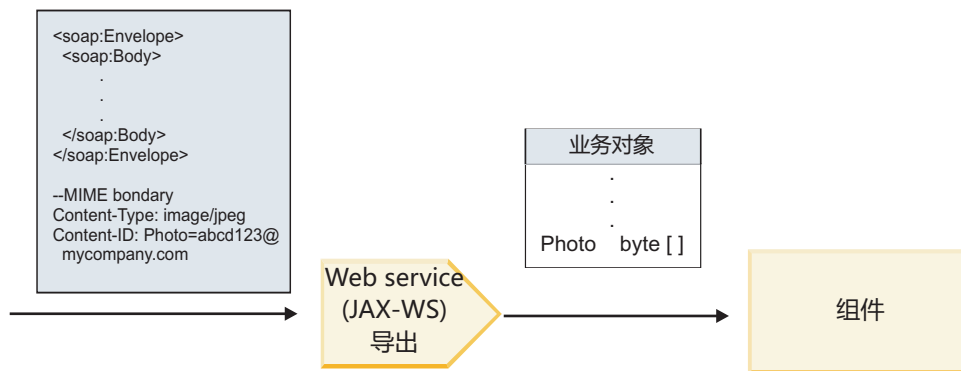 <soap:Envelope>
<soap:Body>
.
.
.
</soap:Body>
</soap:Envelope>
--MIME bondary
Content-Type: image/jpeg
Content-ID: Photo=abcd123@
mycompany.com
业务对象
.
.
.
Photo byte [ ]
Web service
(JAX-WS)
导出
组件